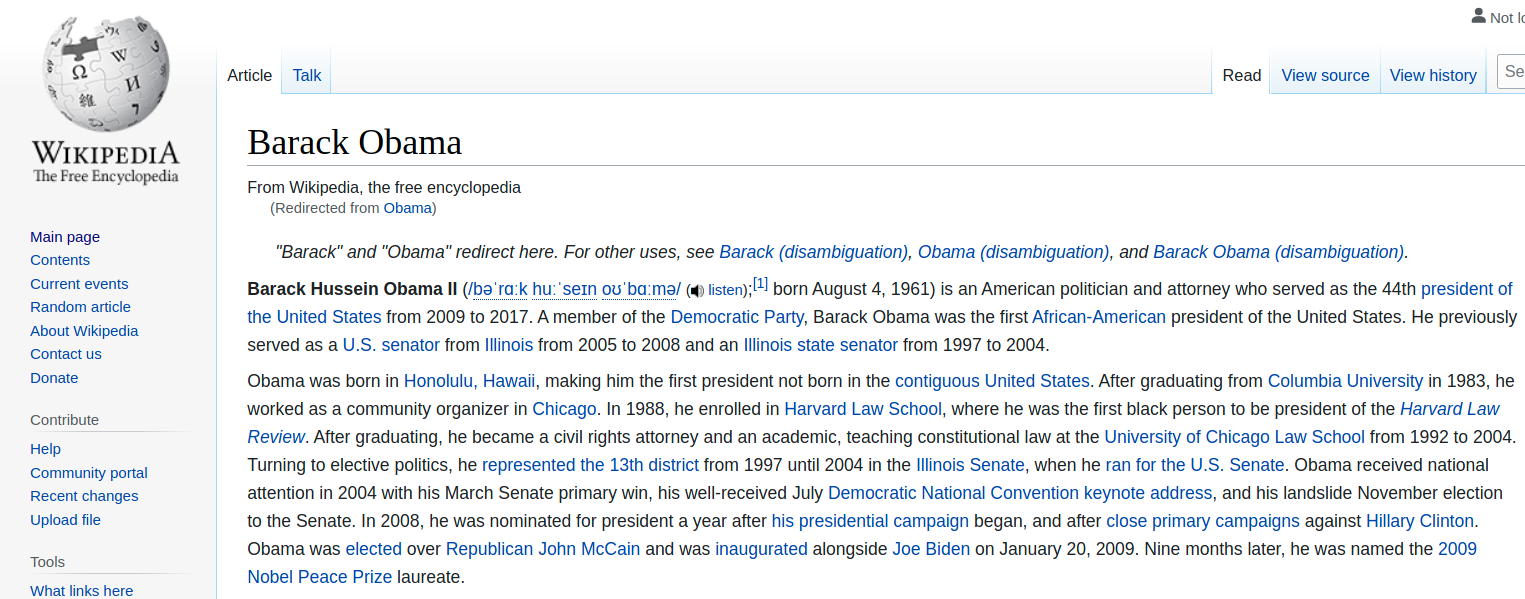 Not lo
Article Talk Read View source View history Se
WIKIPEDIA
The Free Encyclopedia
Main page
Contents
Current events
Random article
About Wikipedia
Contact us
Donate
Contribute
Help
Community portal
Recent changes
Upload file
Tools
What links here
Barack Obama
From Wikipedia, the free encyclopedia
(Redirected from Obama)
"Barack" and "Obama" redirect here. For other uses, see Barack (disambiguation), Obama (disambiguation), and Barack Obama (disambiguation).
Barack Hussein Obama II (/bəˈrɑːk huːˈseɪn oʊˈbɑːmə/ (listen);[1] born August 4, 1961) is an American politician and attorney who served as the 44th president of
the United States from 2009 to 2017. A member of the Democratic Party, Barack Obama was the first African-American president of the United States. He previously
served as a U.S. senator from Illinois from 2005 to 2008 and an Illinois state senator from 1997 to 2004.
Obama was born in Honolulu, Hawaii, making him the first president not born in the contiguous United States. After graduating from Columbia University in 1983, he
worked as a community organizer in Chicago. In 1988, he enrolled in Harvard Law School, where he was the first black person to be president of the Harvard Law
Review. After graduating, he became a civil rights attorney and an academic, teaching constitutional law at the University of Chicago Law School from 1992 to 2004.
Turning to elective politics, he represented the 13th district from 1997 until 2004 in the Illinois Senate, when he ran for the U.S. Senate. Obama received national
attention in 2004 with his March Senate primary win, his well-received July Democratic National Convention keynote address, and his landslide November election
to the Senate. In 2008, he was nominated for president a year after his presidential campaign began, and after close primary campaigns against Hillary Clinton.
Obama was elected over Republican John McCain and was inaugurated alongside Joe Biden on January 20, 2009. Nine months later, he was named the 2009
Nobel Peace Prize laureate.